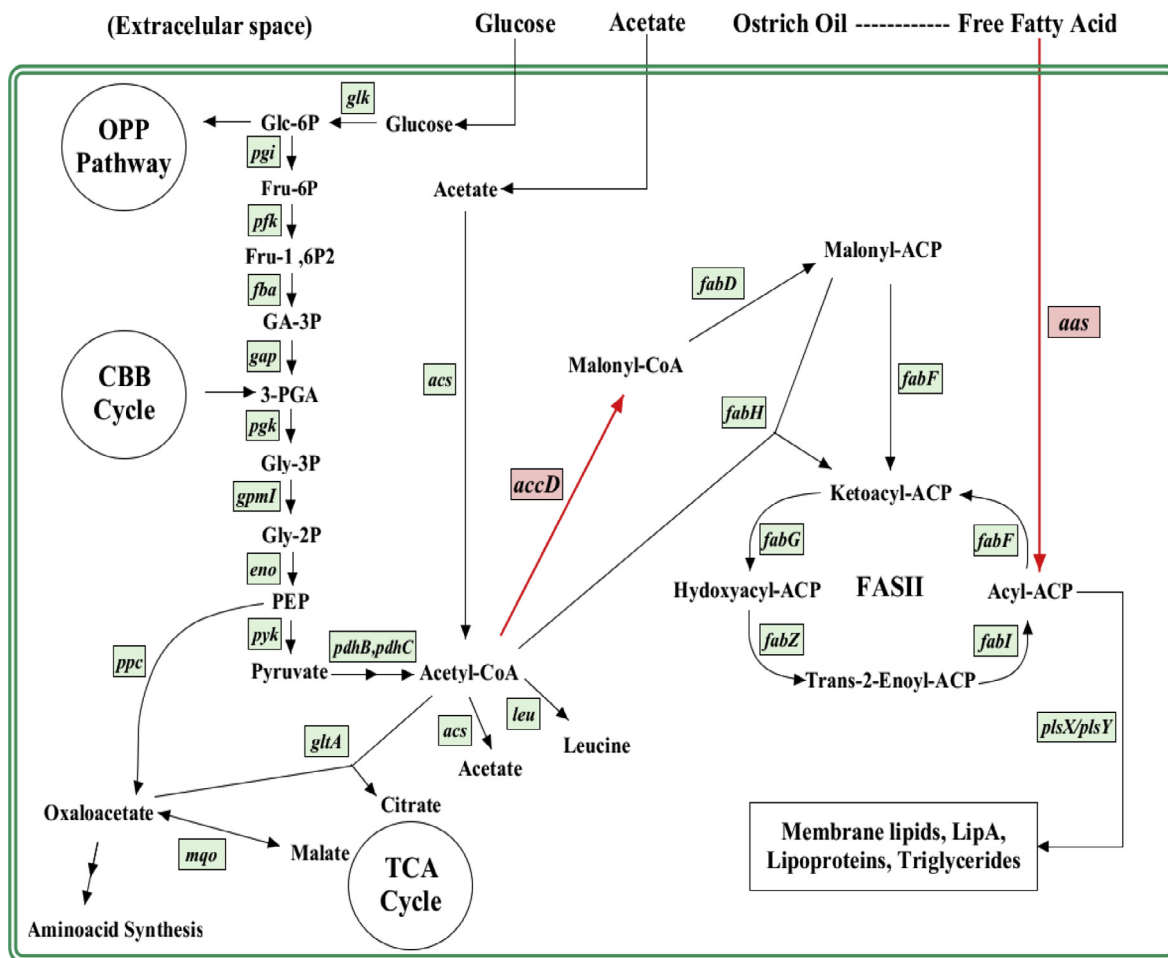 (Extracelular space)
Glucose
Acetate
Ostrich Oil ------------ Free Fatty Acid
OPP
Pathway
Glc-6P
glk
Glucose
pgi
Fru-6P
Acetate
pfk
Fru-1 ,6P2
fba
GA-3P
gap
CBB
Cycle
3-PGA
pgk
Gly-3P
gpmI
Gly-2P
eno
PEP
pyk
ppc
Pyruvate
pdhB,pdhC
Acetyl-CoA
acs
accD
Malonyl-CoA
fabD
Malonyl-ACP
fabH
fabF
aas
Ketoacyl-ACP
fabG
fabF
Hydoxyacyl-ACP
FASII
Acyl-ACP
fabZ
fabI
Trans-2-Enoyl-ACP
plsX/plsY
gltA
acs
leu
Leucine
Acetate
Citrate
Oxaloacetate
mqo
Malate
TCA
Cycle
Aminoacid Synthesis
Membrane lipids, LipA,
Lipoproteins, Triglycerides